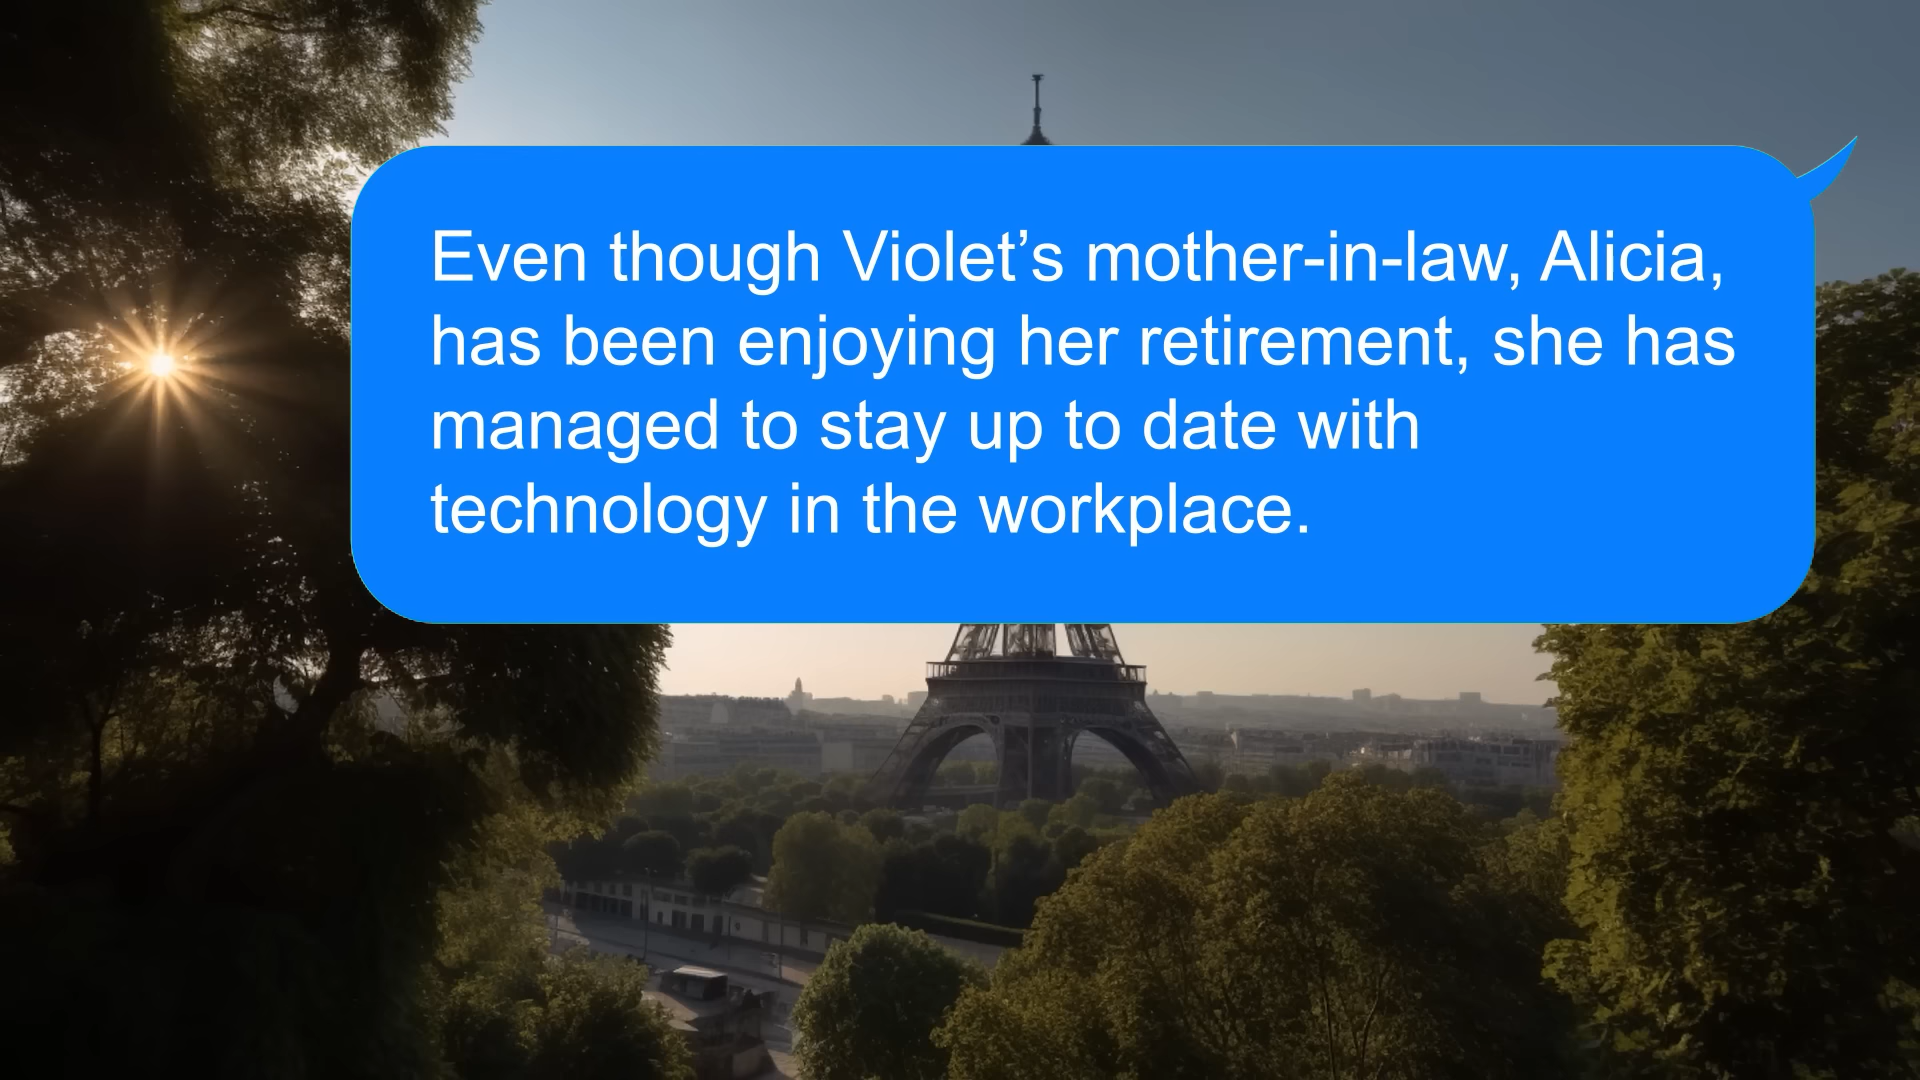 Even though Violet’s mother-in-law, Alicia,
has been enjoying her retirement, she has
managed to stay up to date with
technology in the workplace.